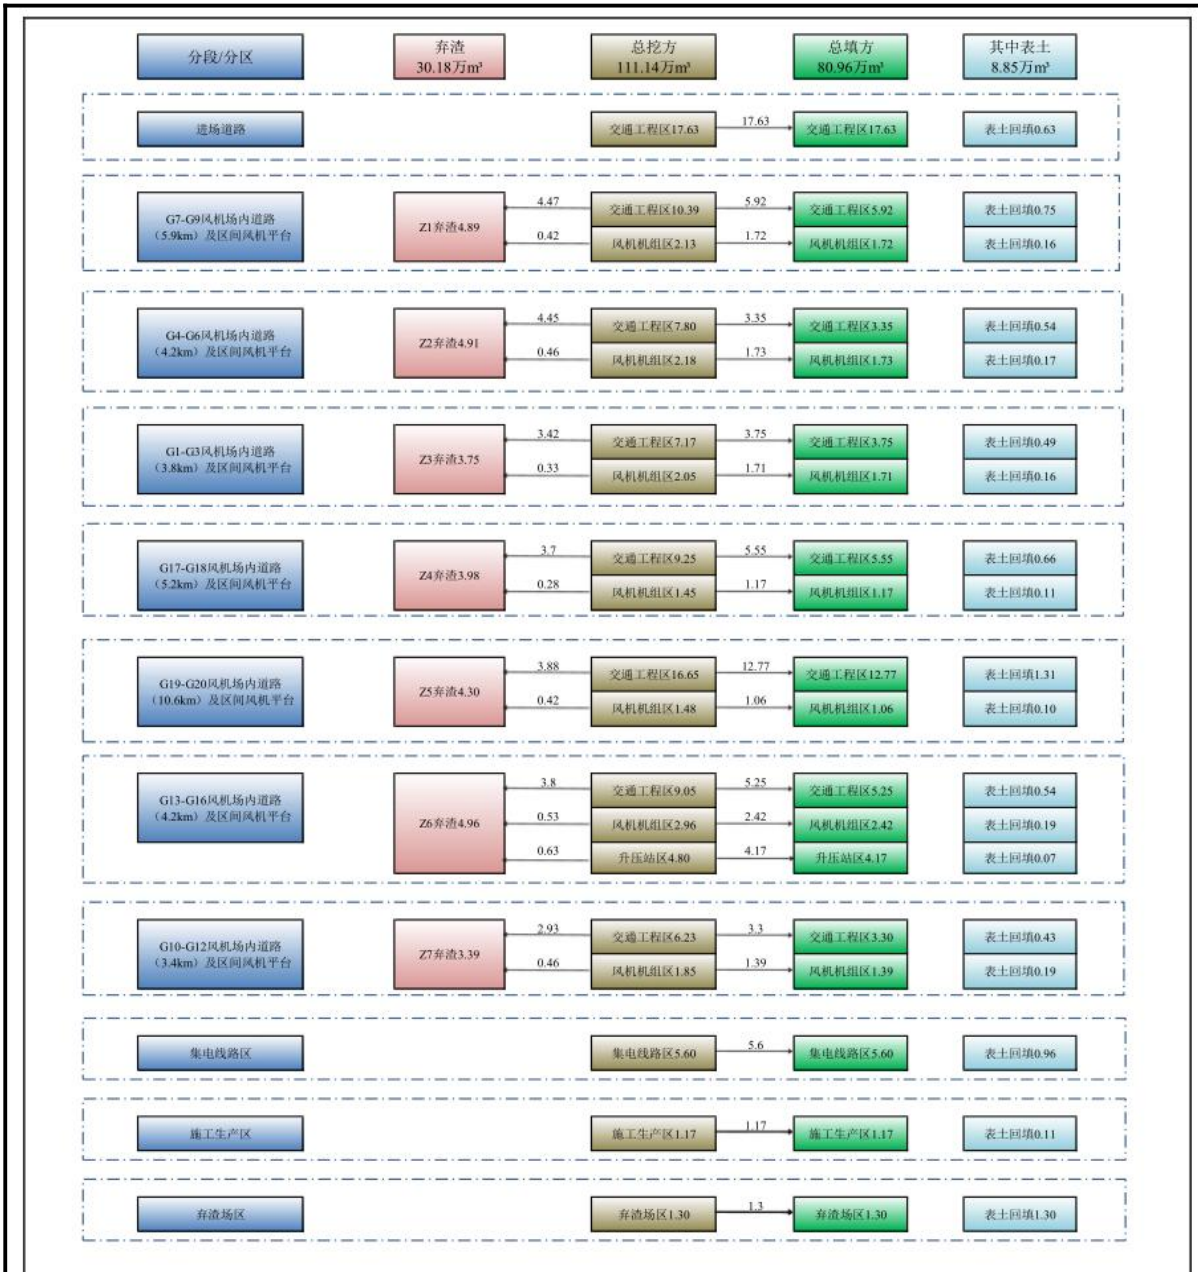 分段/分区
弃渣
30.18万m³
总挖方
111.14万m³
总填方
80.96万m³
其中表土
8.85万m³
进场道路
交通工程区17.63
17.63
交通工程区17.63
表土回填0.63
G7-G9风机场内道路
（5.9km）及区间风机平台
Z1弃渣4.89
4.47
交通工程区10.39
5.92
交通工程区5.92
表土回填0.75
0.42
风机机组区2.13
1.72
风机机组区1.72
表土回填0.16
G4-G6风机场内道路
（4.2km）及区间风机平台
Z2弃渣4.91
4.45
交通工程区7.80
3.35
交通工程区3.35
表土回填0.54
0.46
风机机组区2.18
1.73
风机机组区1.73
表土回填0.17
G1-G3风机场内道路
（3.8km）及区间风机平台
Z3弃渣3.75
3.42
交通工程区7.17
3.75
交通工程区3.75
表土回填0.49
0.33
风机机组区2.05
1.71
风机机组区1.71
表土回填0.16
G17-G18风机场内道路
（5.2km）及区间风机平台
Z4弃渣3.98
3.7
交通工程区9.25
5.55
交通工程区5.55
表土回填0.66
0.28
风机机组区1.45
1.17
风机机组区1.17
表土回填0.11
G19-G20风机场内道路
（10.6km）及区间风机平台
Z5弃渣4.30
3.88
交通工程区16.65
12.77
交通工程区12.77
表土回填1.31
0.42
风机机组区1.48
1.06
风机机组区1.06
表土回填0.10
G13-G16风机场内道路
（4.2km）及区间风机平台
Z6弃渣4.96
3.8
交通工程区9.05
5.25
交通工程区5.25
表土回填0.54
0.53
风机机组区2.96
2.42
风机机组区2.42
表土回填0.19
0.63
升压站区4.80
4.17
升压站区4.17
表土回填0.07
G10-G12风机场内道路
（3.4km）及区间风机平台
Z7弃渣3.39
2.93
交通工程区6.23
3.3
交通工程区3.30
表土回填0.43
0.46
风机机组区1.85
1.39
风机机组区1.39
表土回填0.19
集电线路区
集电线路区5.60
5.6
集电线路区5.60
表土回填0.96
施工生产区
施工生产区1.17
1.17
施工生产区1.17
表土回填0.11
弃渣场区
弃渣场区1.30
1.3
弃渣场区1.30
表土回填1.30